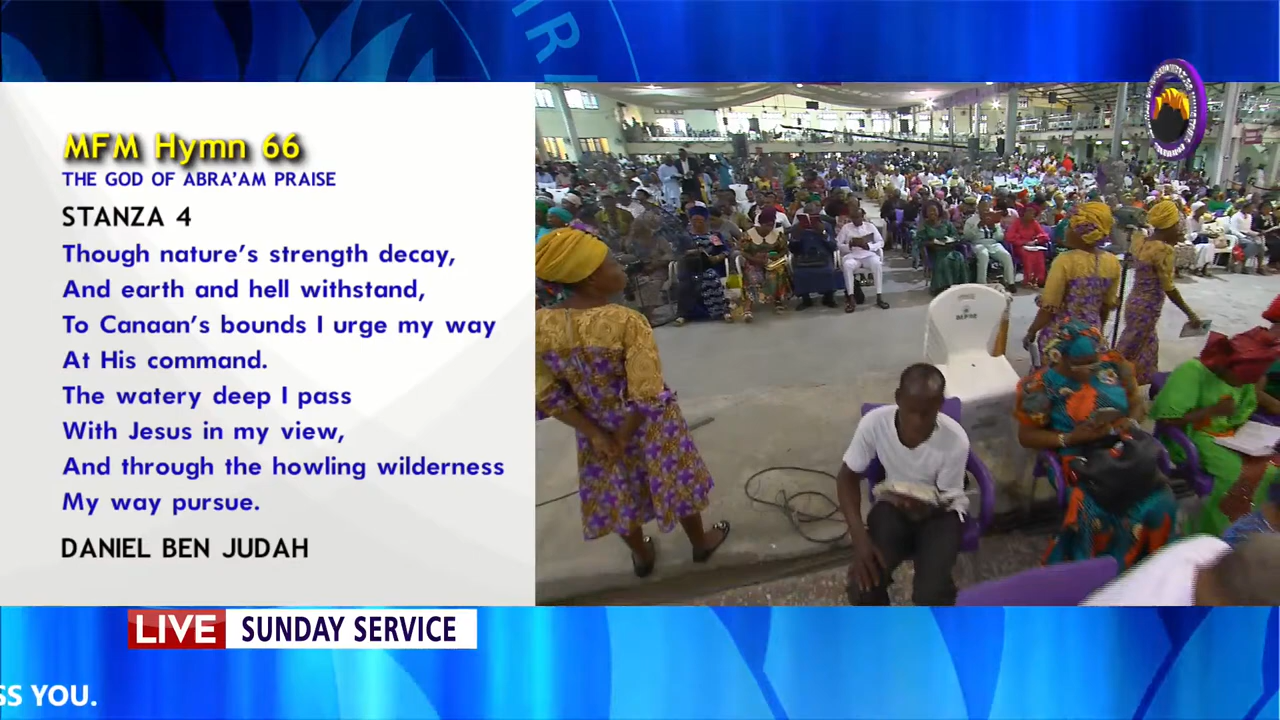 MFM Hymn 66
THE GOD OF ABRA’AM PRAISE
STANZA 4
Though nature’s strength decay,
And earth and hell withstand,
To Canaan’s bounds I urge my way
At His command.
The watery deep I pass
With Jesus in my view,
And through the howling wilderness
My way pursue.
DANIEL BEN JUDAH
LIVE SUNDAY SERVICE
SS YOU.